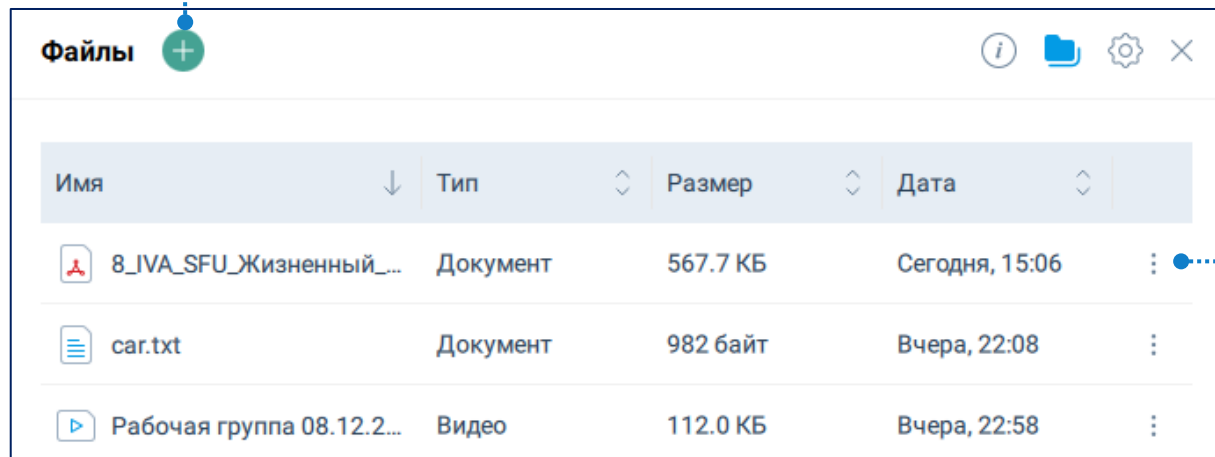 Файлы
Имя Тип Размер Дата
8_IVA_SFU_Жизненный_... Документ 567.7 КБ Сегодня, 15:06
car.txt Документ 982 байт Вчера, 22:08
Рабочая группа 08.12.2... Видео 112.0 КБ Вчера, 22:58